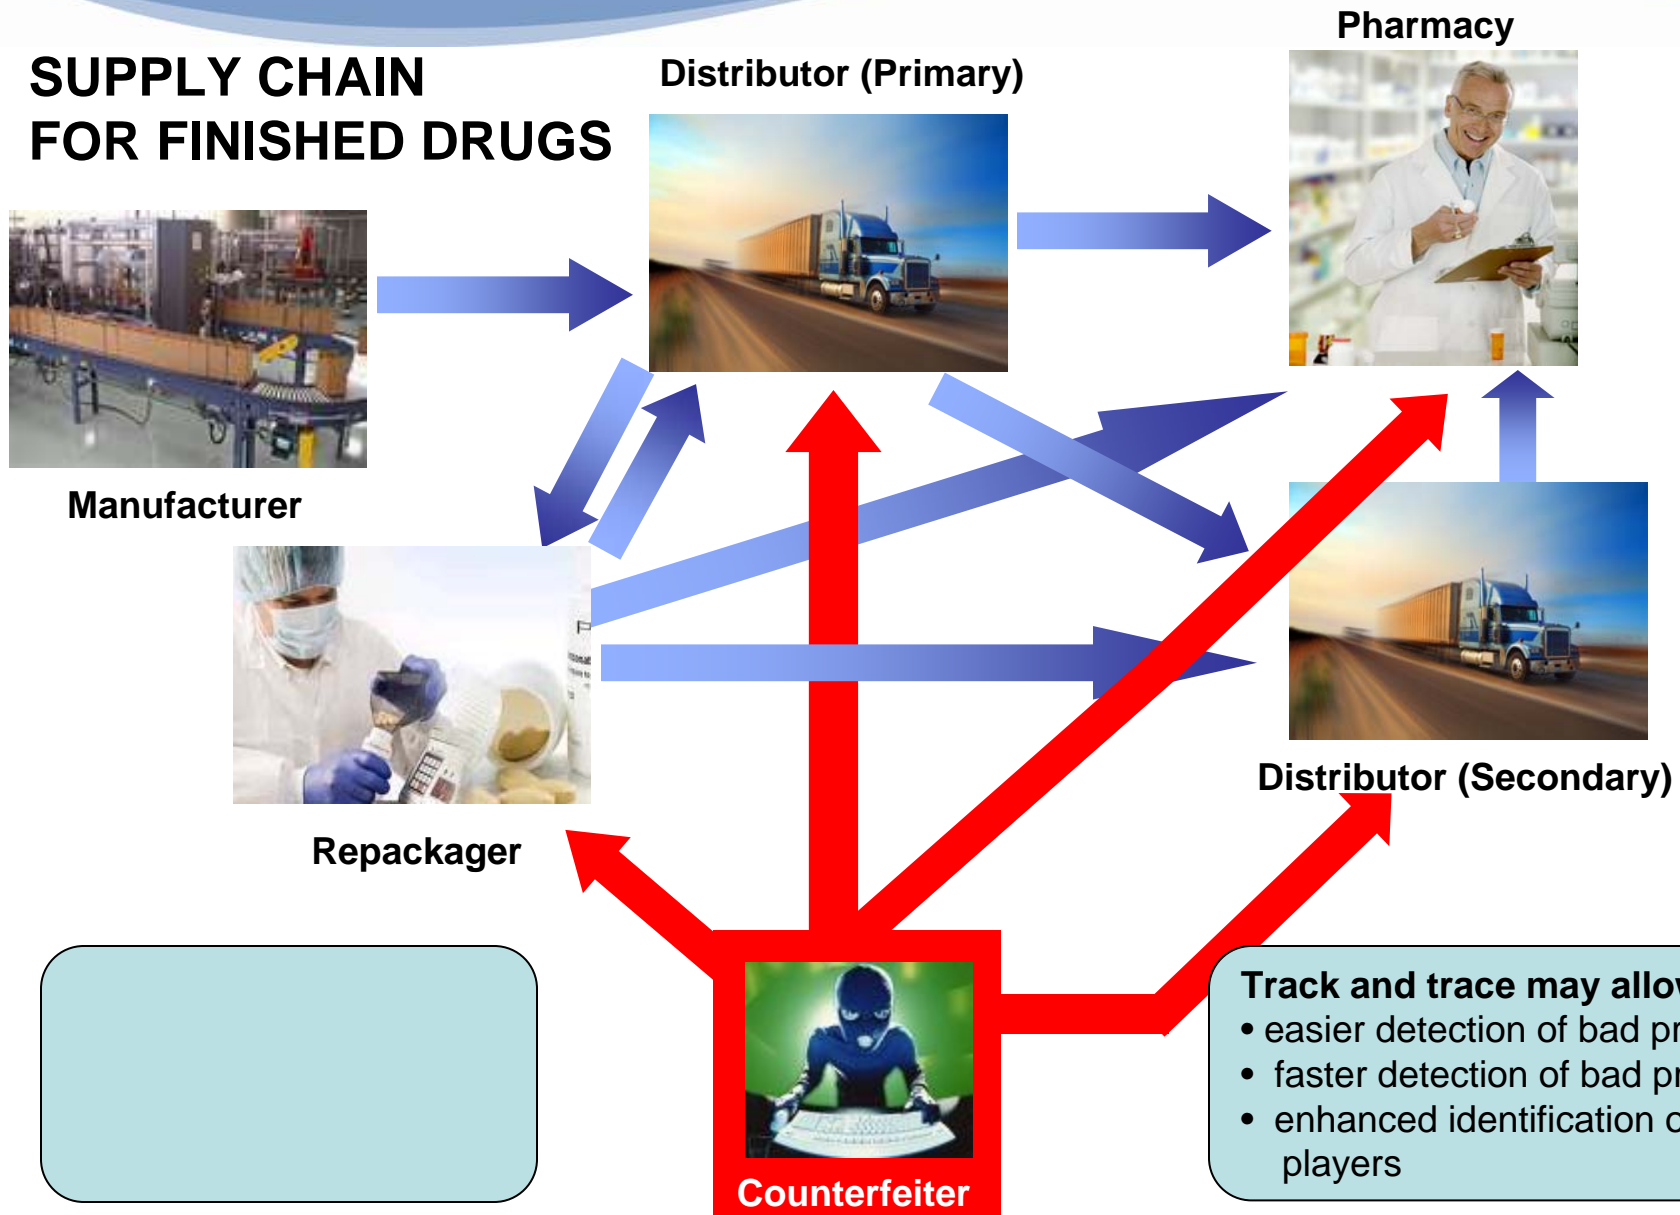 Pharmacy
SUPPLY CHAIN
FOR FINISHED DRUGS
Distributor (Primary)
Manufacturer
Repackager
Distributor (Secondary)
Track and trace may
• easier detection of bad
• faster detection of bad
• enhanced identification
players
Counterfeiter